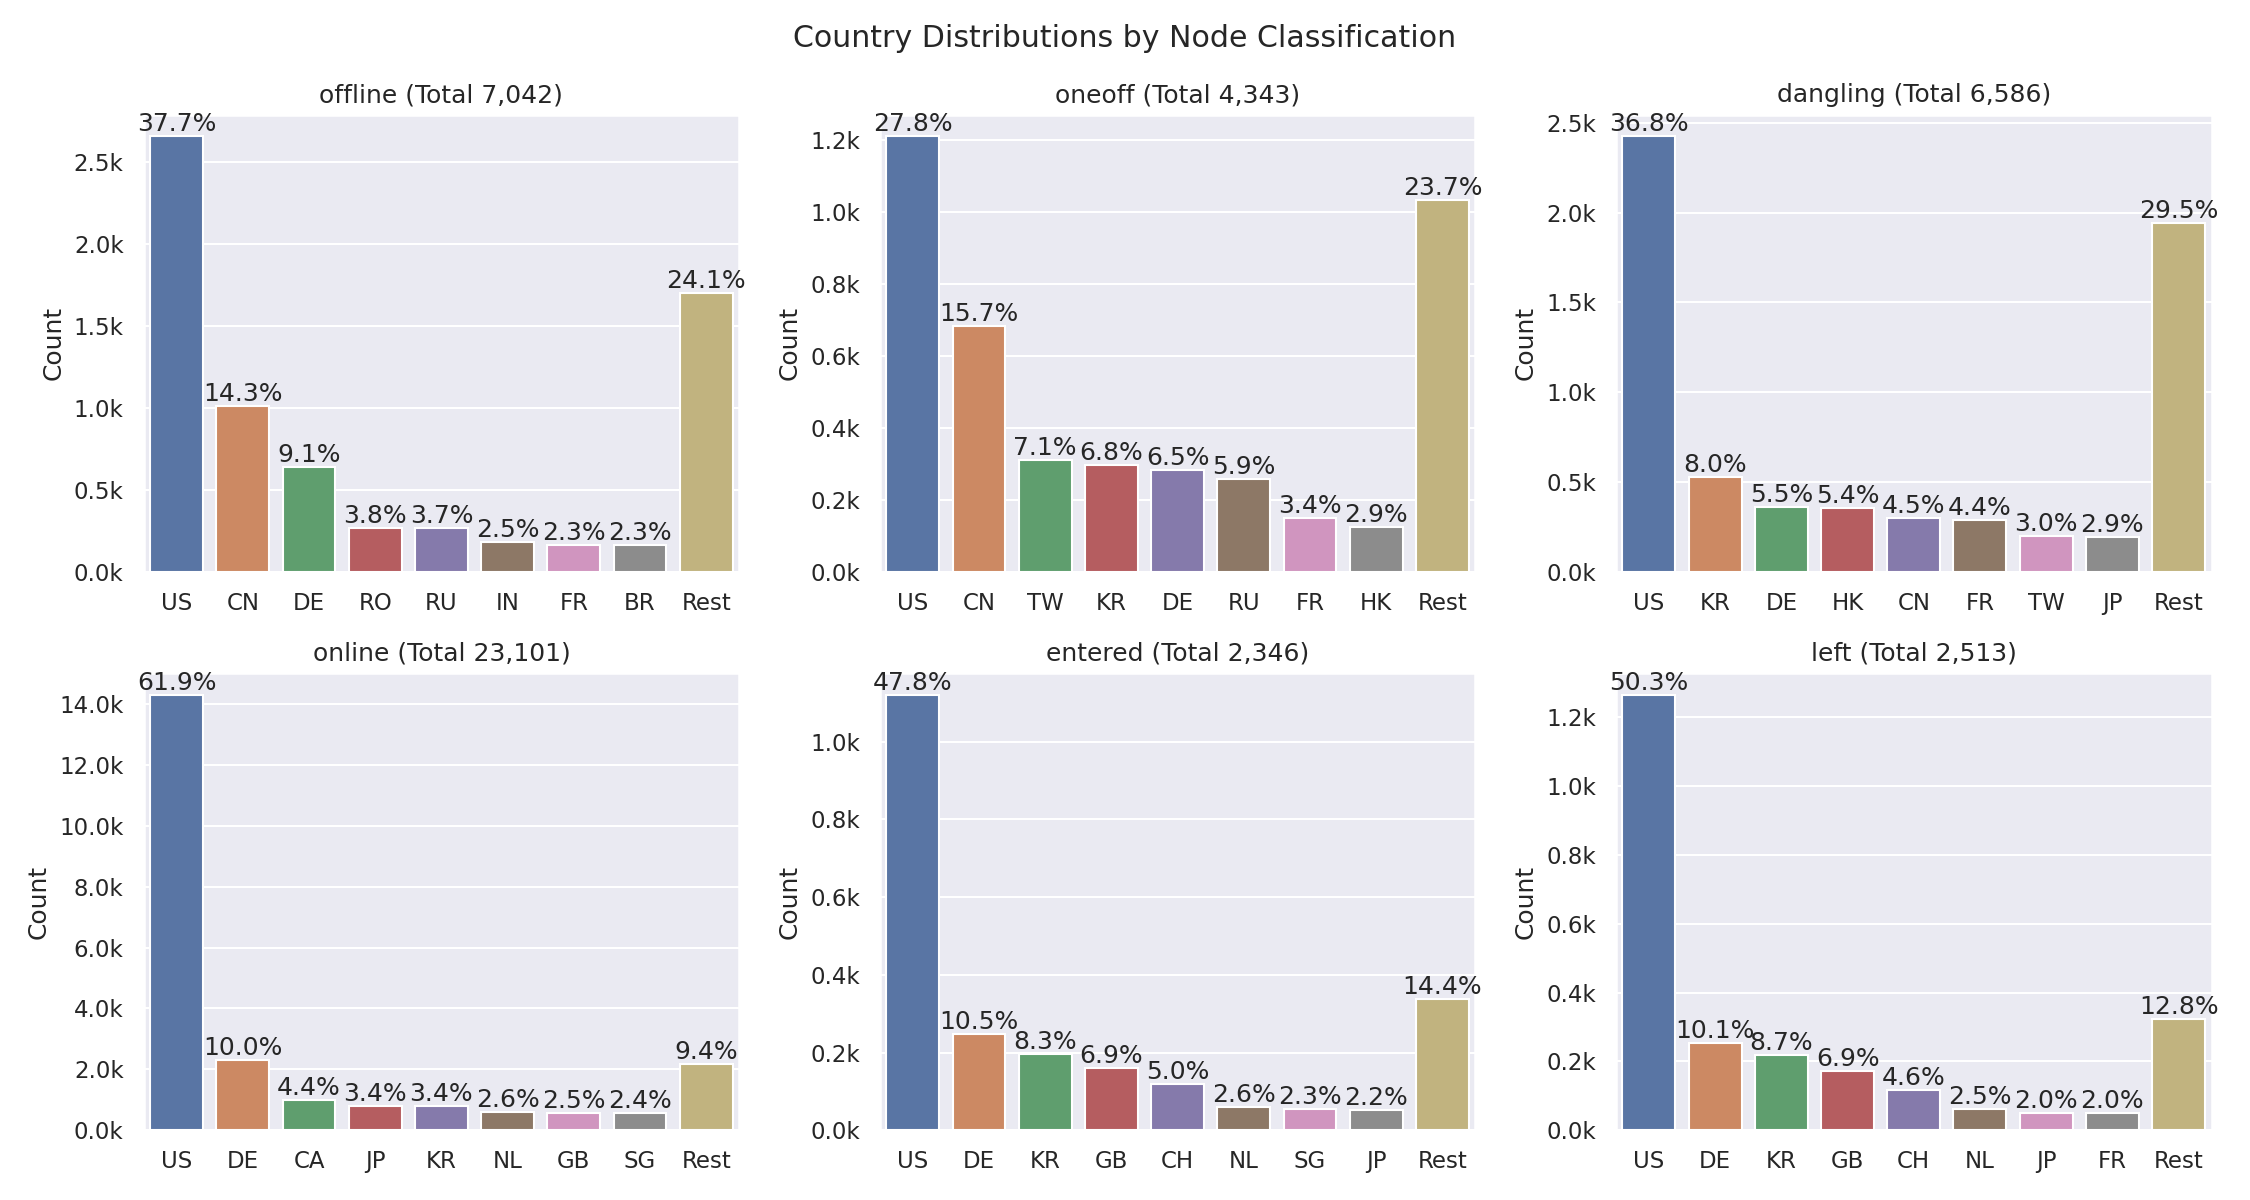 Country Distributions by Node Classification
offline (Total 7,042)
37.7%
14.3%
9.1%
3.8%
3.7%
2.5%
2.3%
2.3%
24.1%
2.5k
2.0k
1.5k
1.0k
0.5k
0.0k
Count
US CN DE RO RU IN FR BR Rest
oneoff (Total 4,343)
27.8%
15.7%
7.1%
6.8%
6.5%
5.9%
3.4%
2.9%
23.7%
1.2k
1.0k
0.8k
0.6k
0.4k
0.2k
0.0k
Count
US CN TW KR DE RU FR HK Rest
dangling (Total 6,586)
36.8%
8.0%
5.5%
5.4%
4.5%
4.4%
3.0%
2.9%
29.5%
2.5k
2.0k
1.5k
1.0k
0.5k
0.0k
Count
US KR DE HK CN FR TW JP Rest
online (Total 23,101)
61.9%
10.0%
4.4%
3.4%
3.4%
2.6%
2.5%
2.4%
9.4%
14.0k
12.0k
10.0k
8.0k
6.0k
4.0k
2.0k
0.0k
Count
US DE CA JP KR NL GB SG Rest
entered (Total 2,346)
47.8%
10.5%
8.3%
6.9%
5.0%
2.6%
2.3%
2.2%
14.4%
1.0k
0.8k
0.6k
0.4k
0.2k
0.0k
Count
US DE KR GB CH NL SG JP Rest
left (Total 2,513)
50.3%
10.1%
8.7%
6.9%
4.6%
2.5%
2.0%
2.0%
12.8%
1.2k
1.0k
0.8k
0.6k
0.4k
0.2k
0.0k
Count
US DE KR GB CH NL JP FR Rest